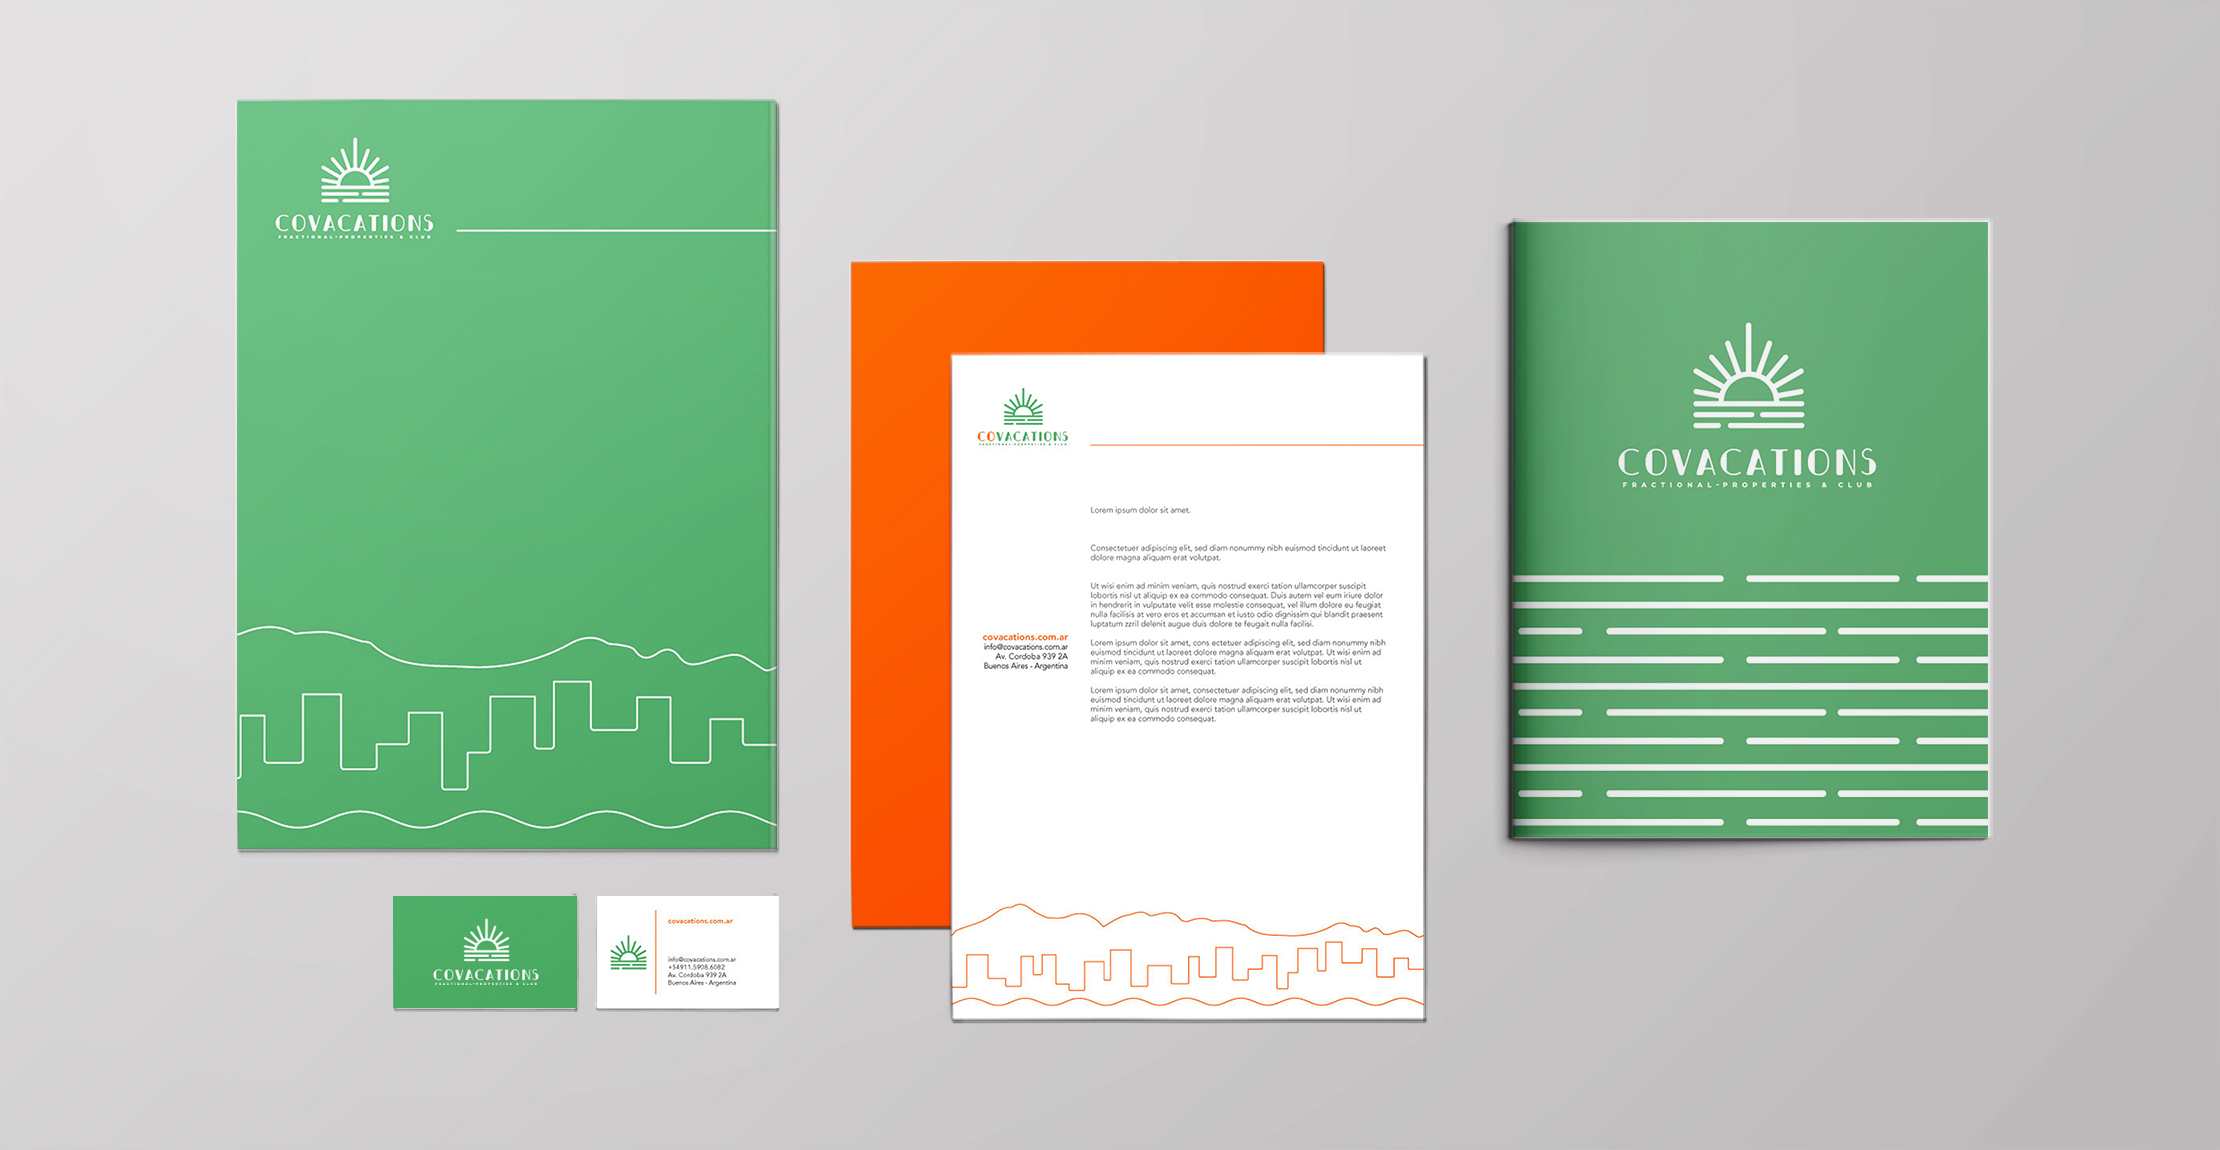 COVACATIONS
FRACTIONAL-PROPERTIES & CLUB
COVACATIONS
FRACTIONAL-PROPERTIES & CLUB
covacations.com.ar
info@covacations.com.ar
+54911.5908.6082
Av. Cordoba 939 2A
Buenos Aires - Argentina
COVACATIONS
FRACTIONAL-PROPERTIES & CLUB
Lorem ipsum dolor sit amet.
Consectetuer adipiscing elit, sed diam nonummy nibh euismod tincidunt ut laoreet
dolore magna aliquam erat volutpat.
Ut wisi enim ad minim veniam, quis nostrud exerci tation ullamcorper suscipit
lobortis nisl ut aliquip ex ea commodo consequat. Duis autem vel eum iriure dolor
in hendrerit in vulputate velit esse molestie consequat, vel illum dolore eu feugiat
nulla facilisis at vero eros et accumsan et iusto odio dignissim qui blandit praesent
luptatum zzril delenit augue duis dolore te feugait nulla facilisi.
Lorem ipsum dolor sit amet, cons ectetuer adipiscing elit, sed diam nonummy nibh
euismod tincidunt ut laoreet dolore magna aliquam erat volutpat. Ut wisi enim ad
minim veniam, quis nostrud exerci tation ullamcorper suscipit lobortis nisl ut
aliquip ex ea commodo consequat.
Lorem ipsum dolor sit amet, consectetuer adipiscing elit, sed diam nonummy nibh
euismod tincidunt ut laoreet dolore magna aliquam erat volutpat. Ut wisi enim ad
minim veniam, quis nostrud exerci tation ullamcorper suscipit lobortis nisl ut
aliquip ex ea commodo consequat.
covacations.com.ar
info@covacations.com.ar
Av. Cordoba 939 2A
Buenos Aires - Argentina
COVACATIONS
FRACTIONAL-PROPERTIES & CLUB